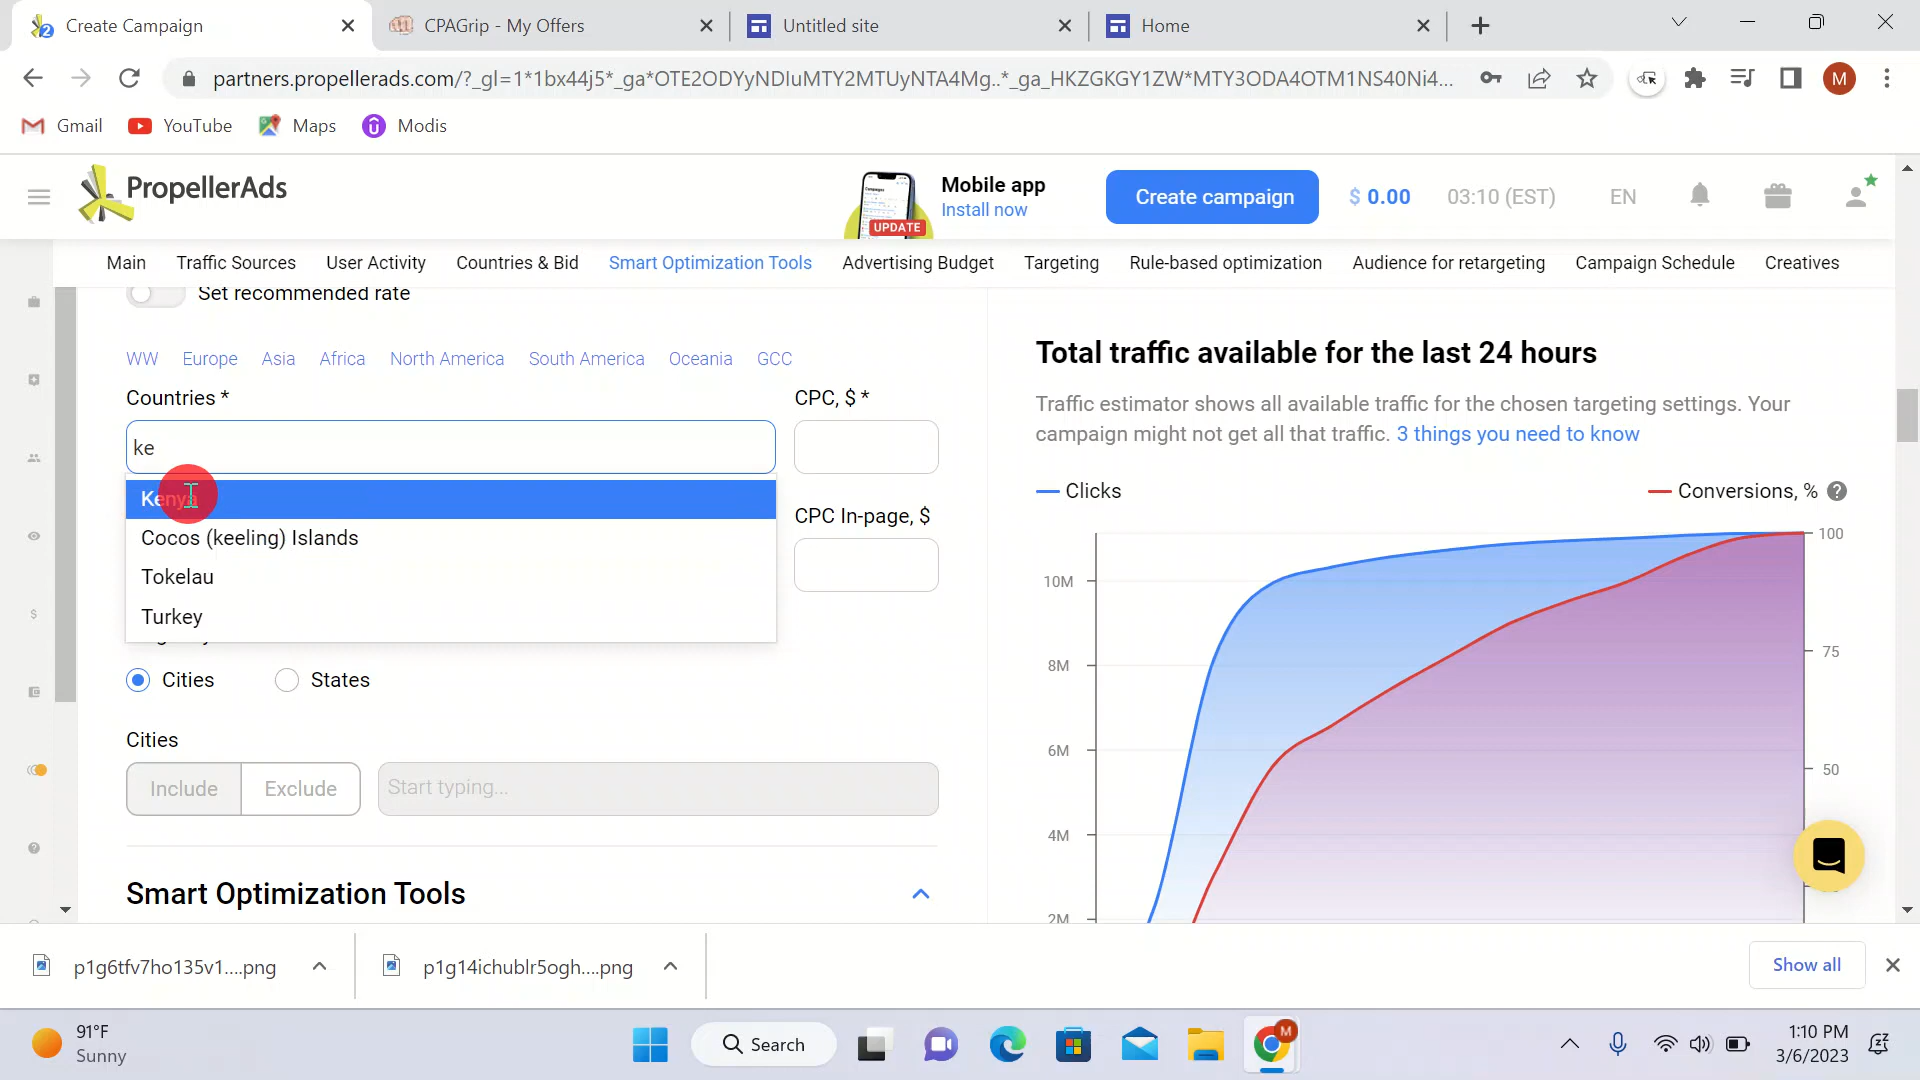 Create Campaign
CPAGrip - My Offers
Untitled site
Home
partners.propellerads.com/?_gl=1*1bx44j5*_ga*OTE2ODYyNDIuMTY2MTUyNTA4Mg..*_ga_HKZGKGY1ZW*MTY3ODA4OTM1NS40Ni4...
M
Gmail
YouTube
Maps
Modis
PropellerAds
UPDATE
Mobile app
Install now
Create campaign
$ 0.00
03:10 (EST)
EN
Main
Traffic Sources
User Activity
Countries & Bid
Smart Optimization Tools
Advertising Budget
Targeting
Rule-based optimization
Audience for retargeting
Campaign Schedule
Creatives
Set recommended rate
WW
Europe
Asia
Africa
North America
South America
Oceania
GCC
Countries *
CPC, $ *
ke
Kenya
Cocos (keeling) Islands
Tokelau
Turkey
CPC In-page, $
Cities
States
Cities
Include
Exclude
Start typing...
Smart Optimization Tools
Total traffic available for the last 24 hours
Traffic estimator shows all available traffic for the chosen targeting settings. Your
campaign might not get all that traffic. 3 things you need to know
Clicks
Conversions, %
100
10M
8M
75
6M
50
4M
2M
p1g6tfv7ho135v1....png
p1g14ichublr5ogh....png
Show all
91°F
Sunny
Search
M
1:10 PM
3/6/2023